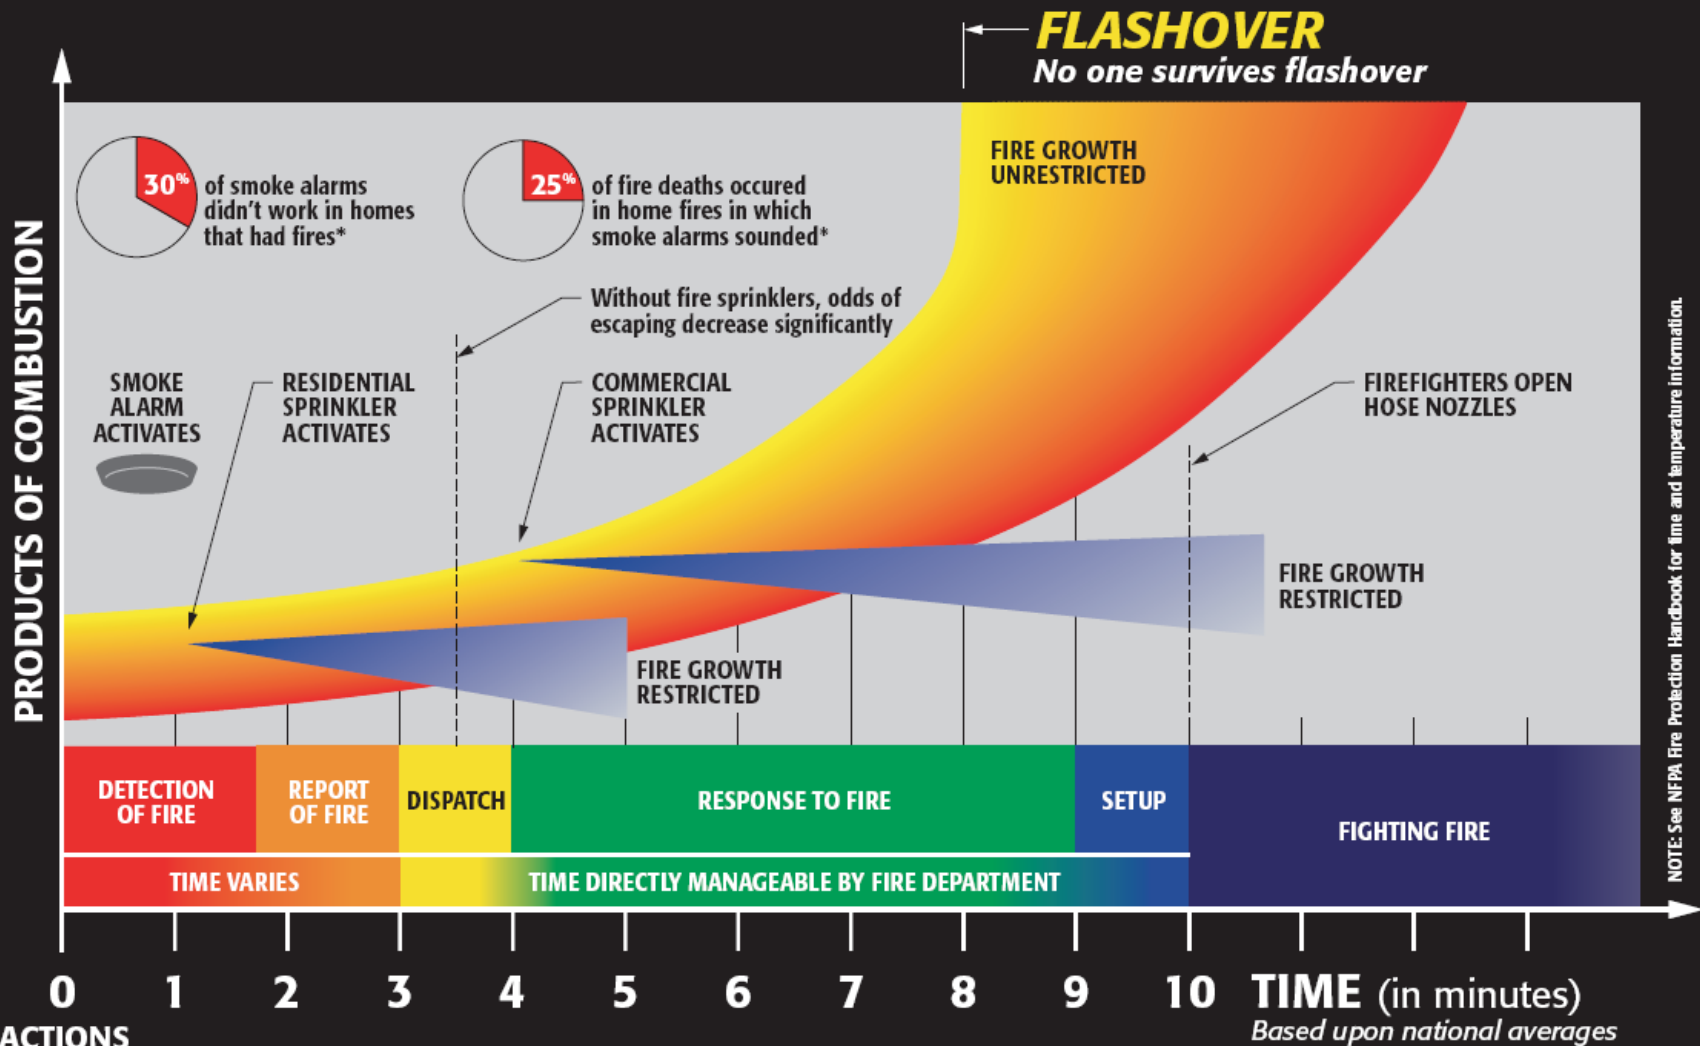 FLASHOVER
No one survives flashover
PRODUCTS OF COMBUSTION
30%
of smoke alarms
didn't work in homes
that had fires*
25%
of fire deaths occured
in home fires in which
smoke alarms sounded*
FIRE GROWTH
UNRESTRICTED
Without fire sprinklers, odds of
escaping decrease significantly
SMOKE
ALARM
ACTIVATES
RESIDENTIAL
SPRINKLER
ACTIVATES
COMMERCIAL
SPRINKLER
ACTIVATES
FIREFIGHTERS OPEN
HOSE NOZZLES
FIRE GROWTH
RESTRICTED
FIRE GROWTH
RESTRICTED
DETECTION
OF FIRE
REPORT
OF FIRE
DISPATCH
RESPONSE TO FIRE
SETUP
FIGHTING FIRE
TIME VARIES
TIME DIRECTLY MANAGEABLE BY FIRE DEPARTMENT
NOTE: See NFPA Fire Protection Handbook for time and temperature information.
0 1 2 3 4 5 6 7 8 9 10 TIME (in minutes)
Based upon national averages
ACTIONS